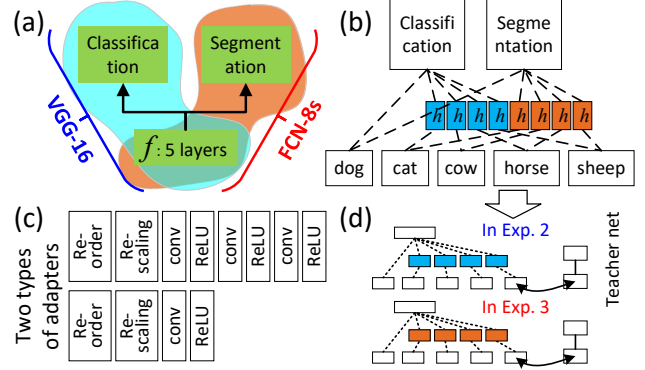 (a)
Classifica
tion
Segment
ation
f: 5 layers
VGG-16
FCN-8s
(b)
Classifi
cation
Segme
ntation
h h h h h h h h
dog cat cow horse sheep
(c)
Two types
of adapters
Re-
order
Re-
scaling
conv
ReLU
conv
ReLU
conv
ReLU
Re-
order
Re-
scaling
conv
ReLU
(d)
In Exp. 2
In Exp. 3
Teacher net